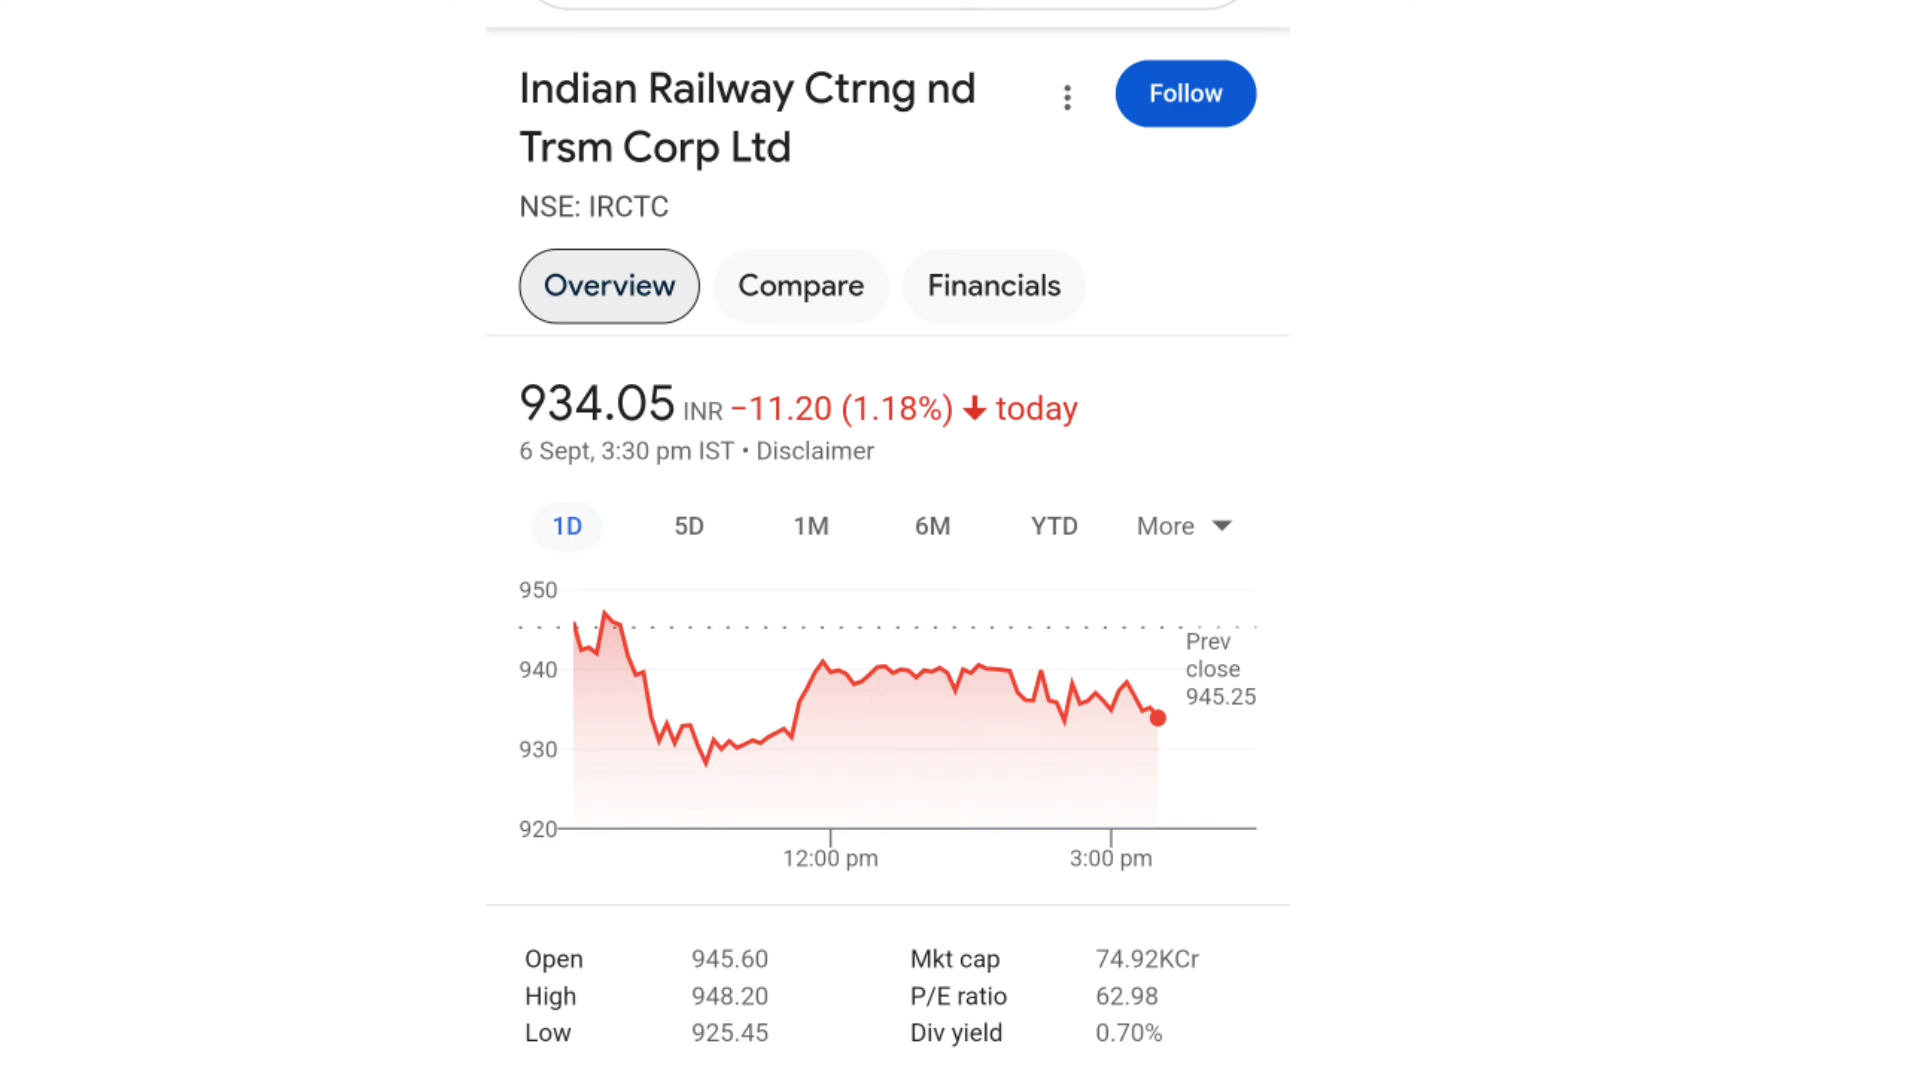 Indian Railway Ctrng nd
Trsm Corp Ltd
Follow
NSE: IRCTC
Overview Compare Financials
934.05 INR −11.20 (1.18%) ↓ today
6 Sept, 3:30 pm IST • Disclaimer
1D 5D 1M 6M YTD More
950
940
930
920
Prev
close
945.25
12:00 pm 3:00 pm
Open 945.60 Mkt cap 74.92KCr
High 948.20 P/E ratio 62.98
Low 925.45 Div yield 0.70%